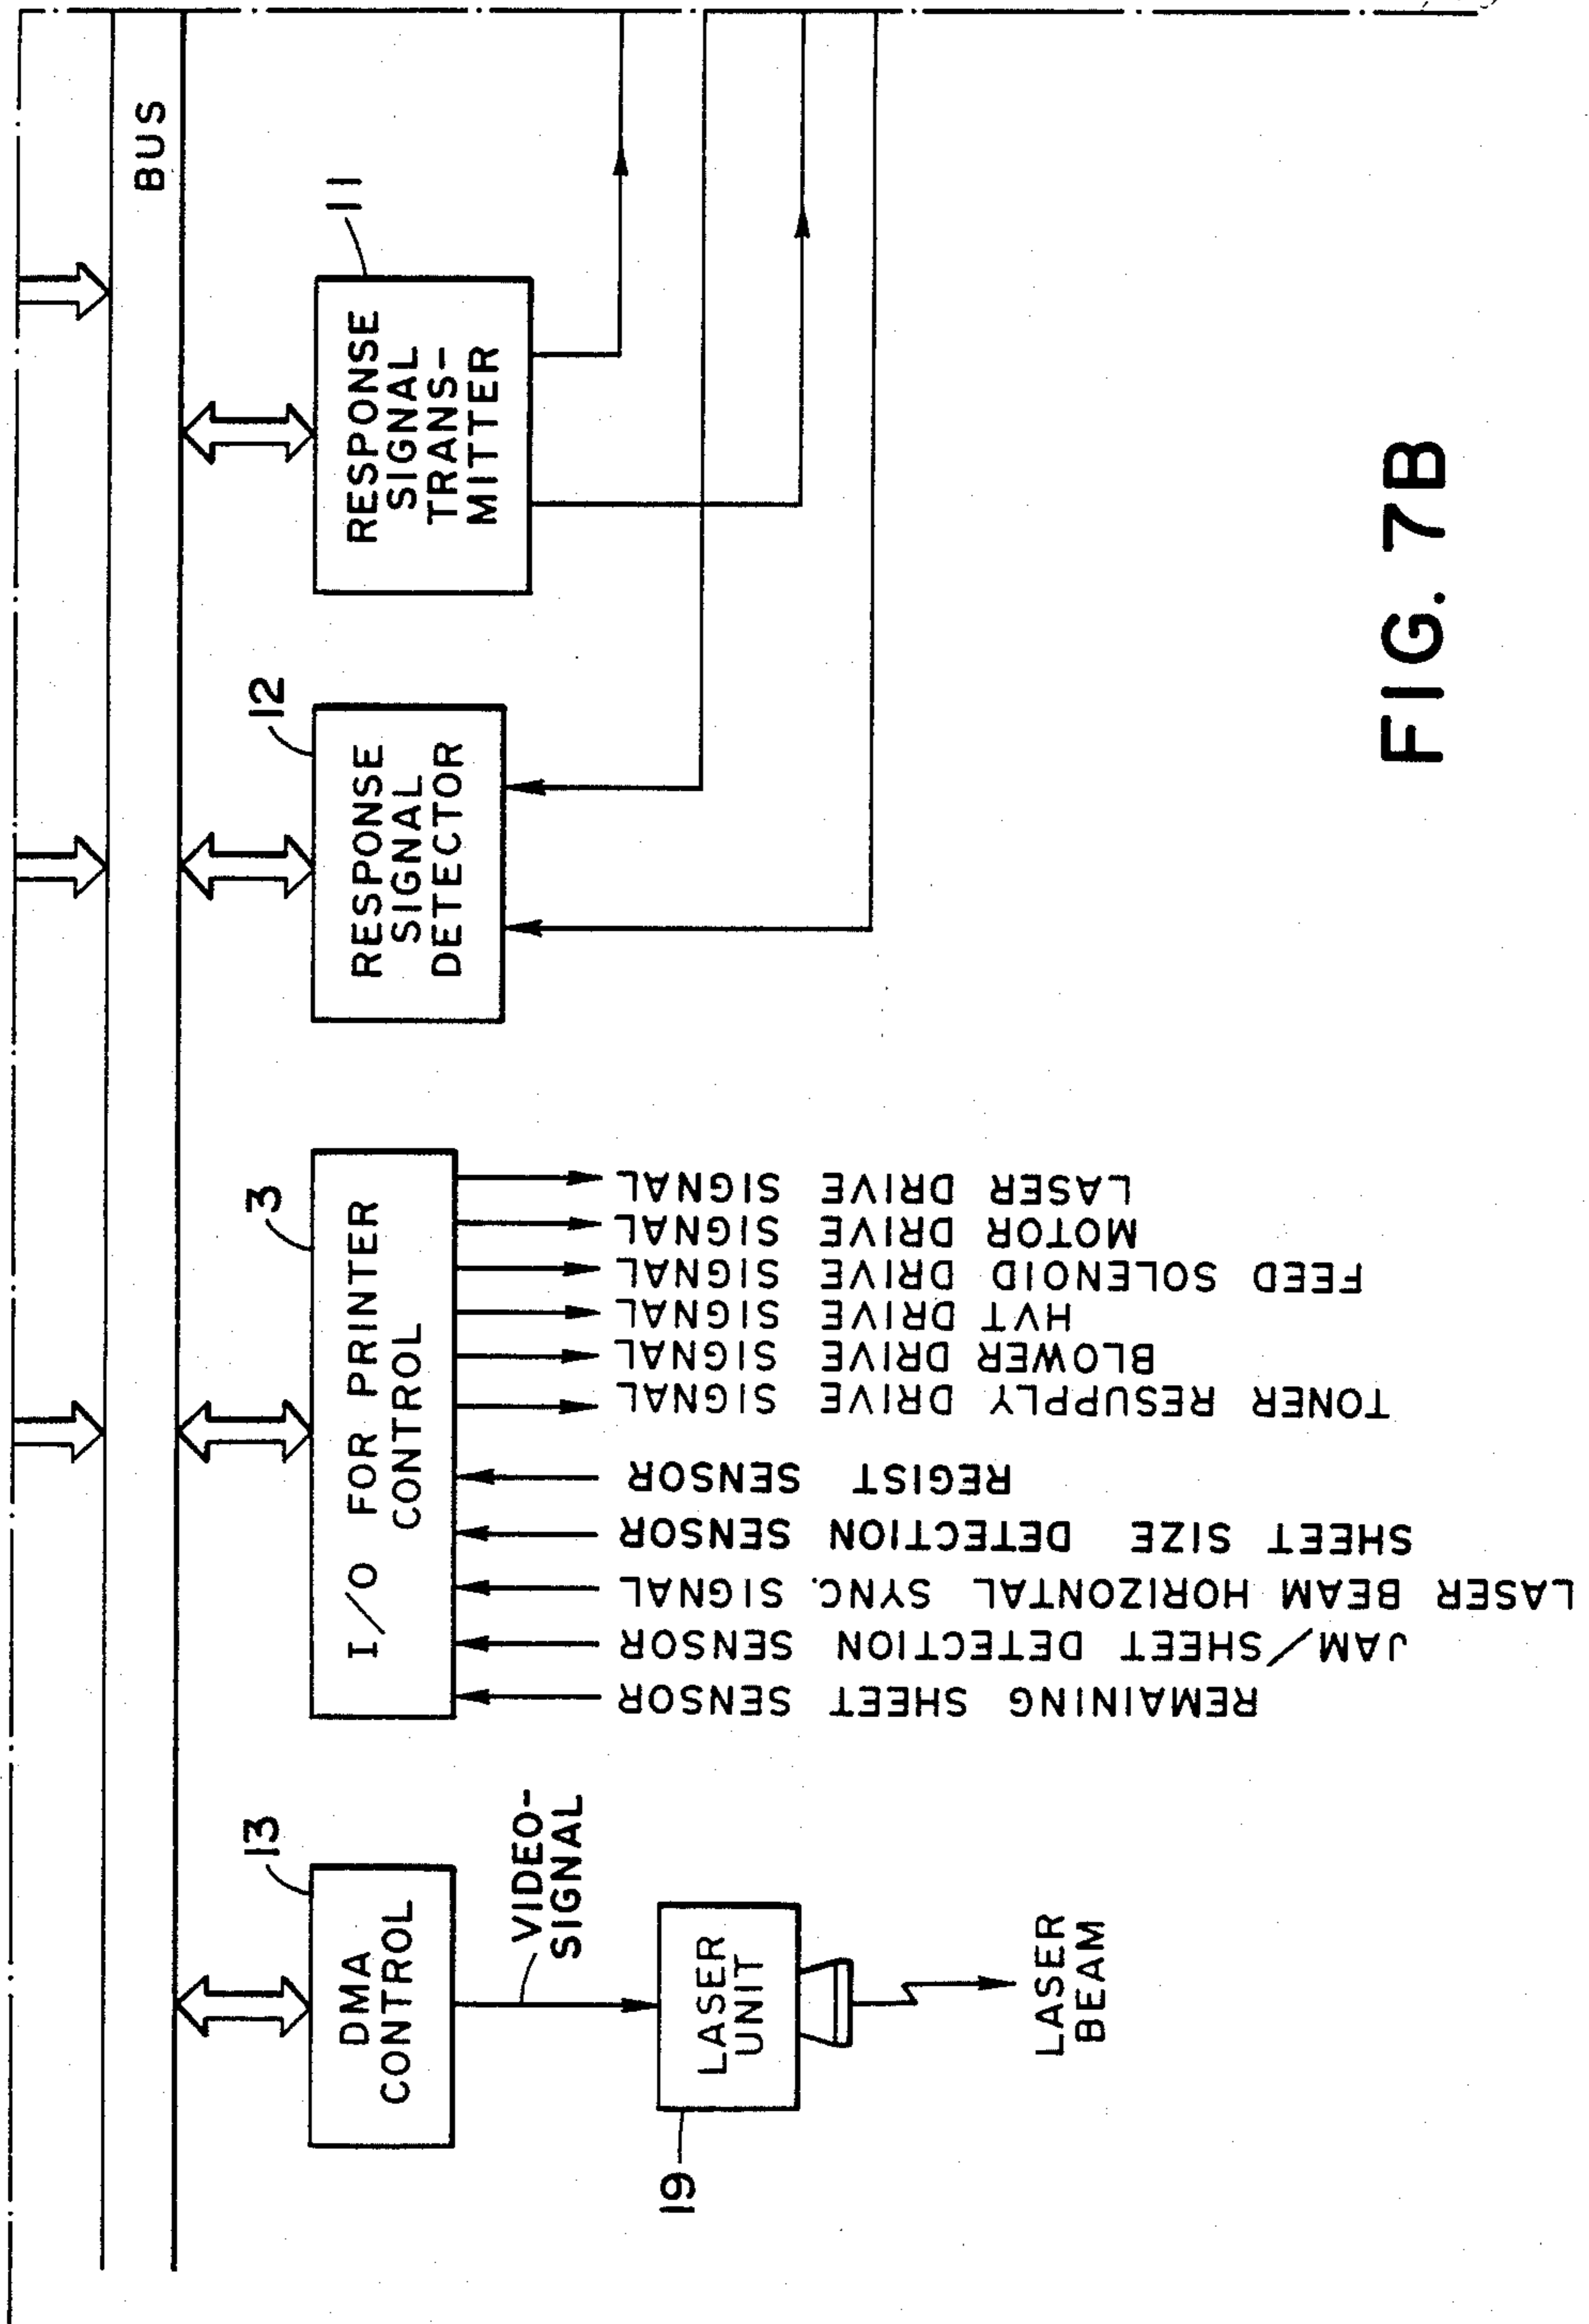 BUS
13
DMA
CONTROL
VIDEO-
SIGNAL
19
LASER
UNIT
LASER
BEAM
3
I/O FOR PRINTER
CONTROL
REMAINING SHEET SENSOR
JAM/SHEET DETECTION SENSOR
LASER BEAM HORIZONTAL SYNC. SIGNAL
SHEET SIZE DETECTION SENSOR
REGIST SENSOR
TONER RESUPPLY DRIVE SIGNAL
BLOWER DRIVE SIGNAL
HVT DRIVE SIGNAL
FEED SOLENOID DRIVE SIGNAL
MOTOR DRIVE SIGNAL
LASER DRIVE SIGNAL
12
RESPONSE
SIGNAL
DETECTOR
11
RESPONSE
SIGNAL
TRANS-
MITTER
FIG. 7B